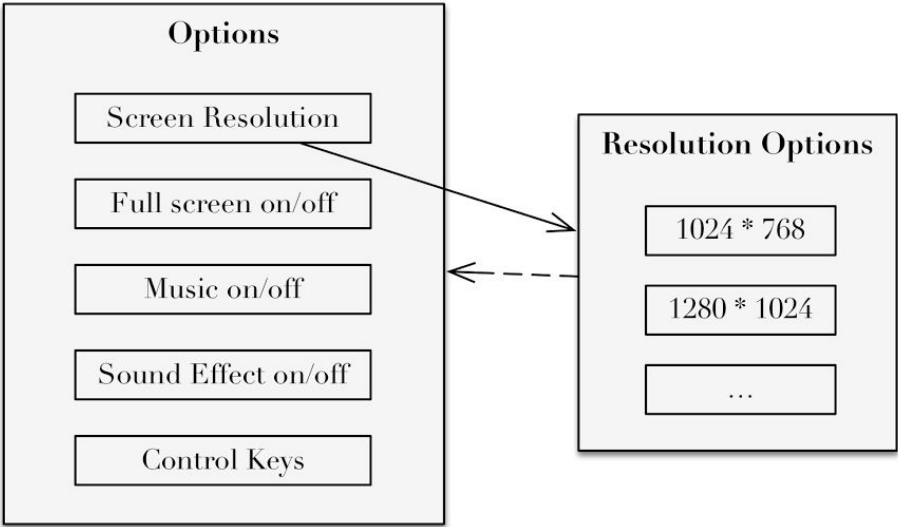 Options
Screen Resolution
Full screen on/off
Music on/off
Sound Effect on/off
Control Keys
Resolution Options
1024 * 768
1280 * 1024
...